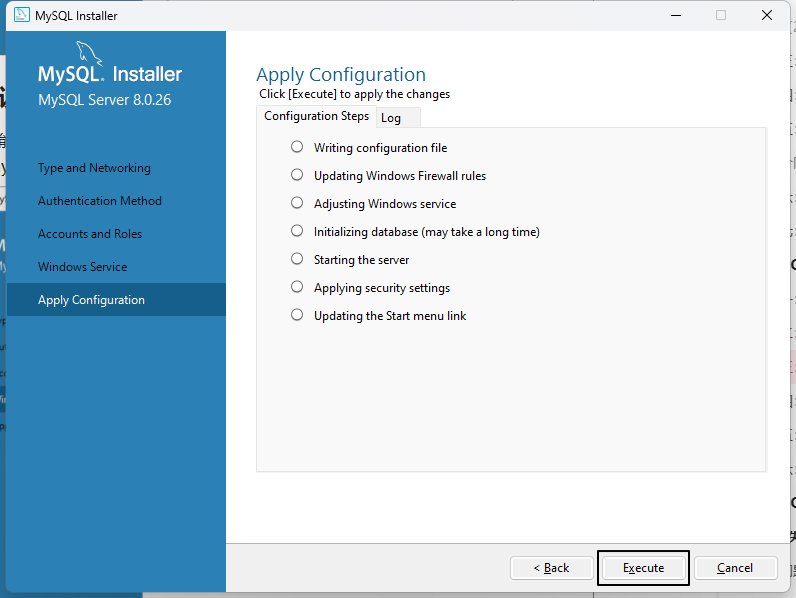 MySQL Installer
MySQL. Installer
MySQL Server 8.0.26
Type and Networking
Authentication Method
Accounts and Roles
Windows Service
Apply Configuration
Apply Configuration
Click [Execute] to apply the changes
Configuration Steps
Log
Writing configuration file
Updating Windows Firewall rules
Adjusting Windows service
Initializing database (may take a long time)
Starting the server
Applying security settings
Updating the Start menu link
< Back
Execute
Cancel